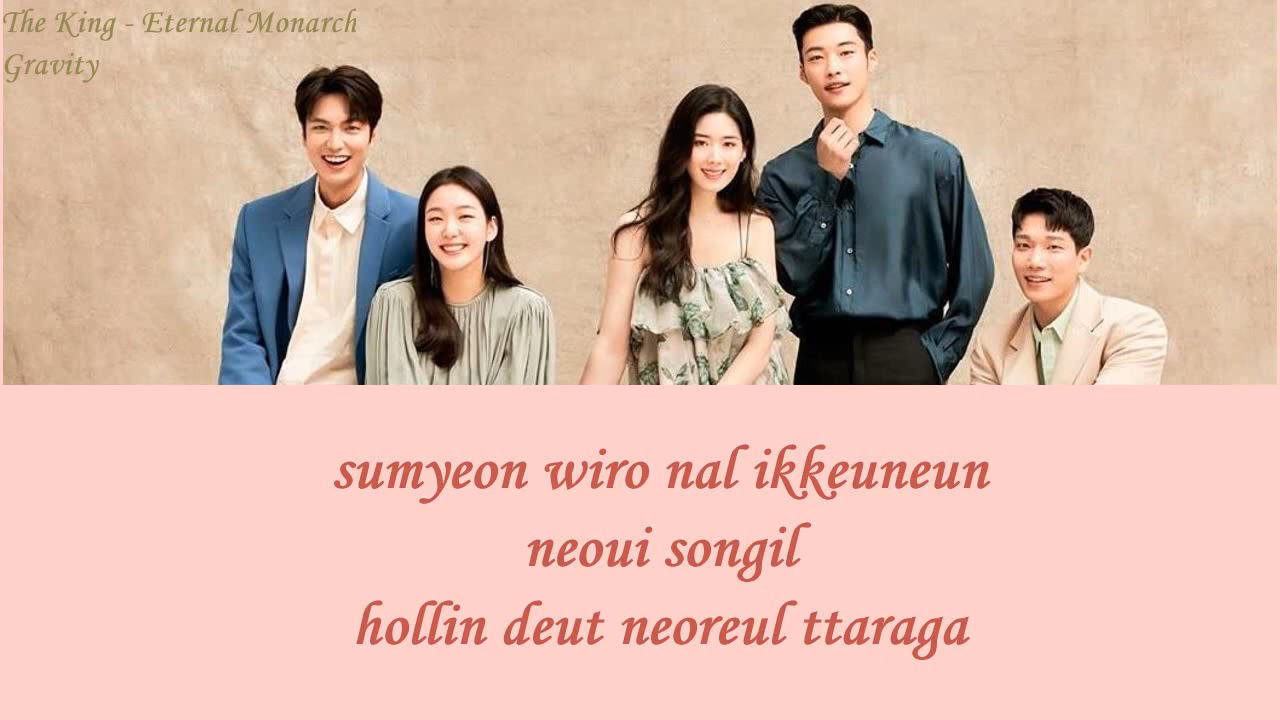 The King - Eternal Monarch
Gravity
sumyeon wiro nal ikkeuneun
neoui songil
hollin deut neoreul ttaraga